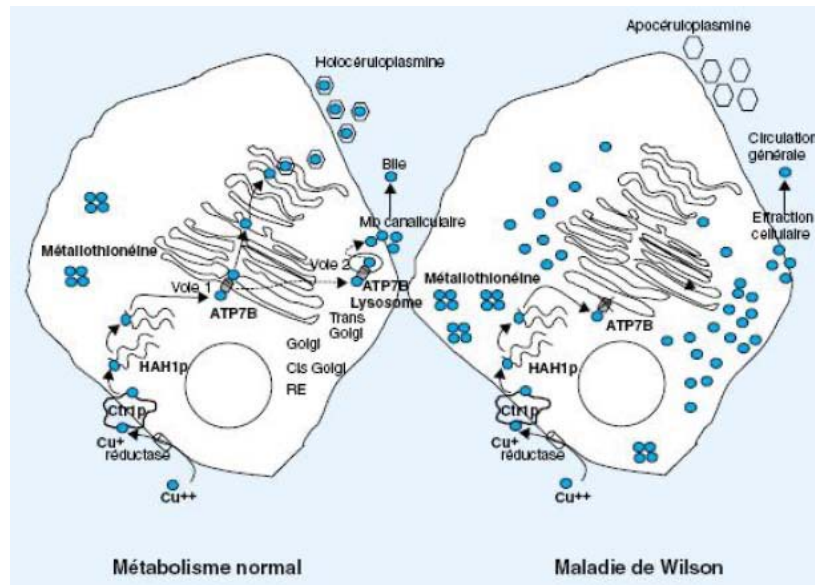 Holocéruloplasmine
Bile
Mb canaliculaire
Métallothionéine
Voie 1
Voie 2
ATP7B
ATP7B
Lysosome
Trans
Golgi
Golgi
Cis Golgi
RE
HAH1p
Ctr1p
Cu+
réductase
Cu++
Métabolisme normal
Apocéruloplasmine
Circulation
générale
Effraction
cellulaire
Métallothionéine
ATP7B
HAH1p
Ctr1p
Cu+
réductase
Cu++
Maladie de Wilson